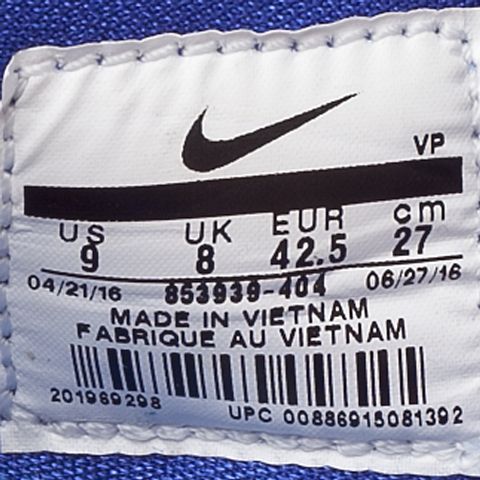 VP
US UK EUR cm
9 8 42.5 27
04/21/16 853939-404 06/27/16
MADE IN VIETNAM
FABRIQUE AU VIETNAM
201969298 UPC 00886915081392